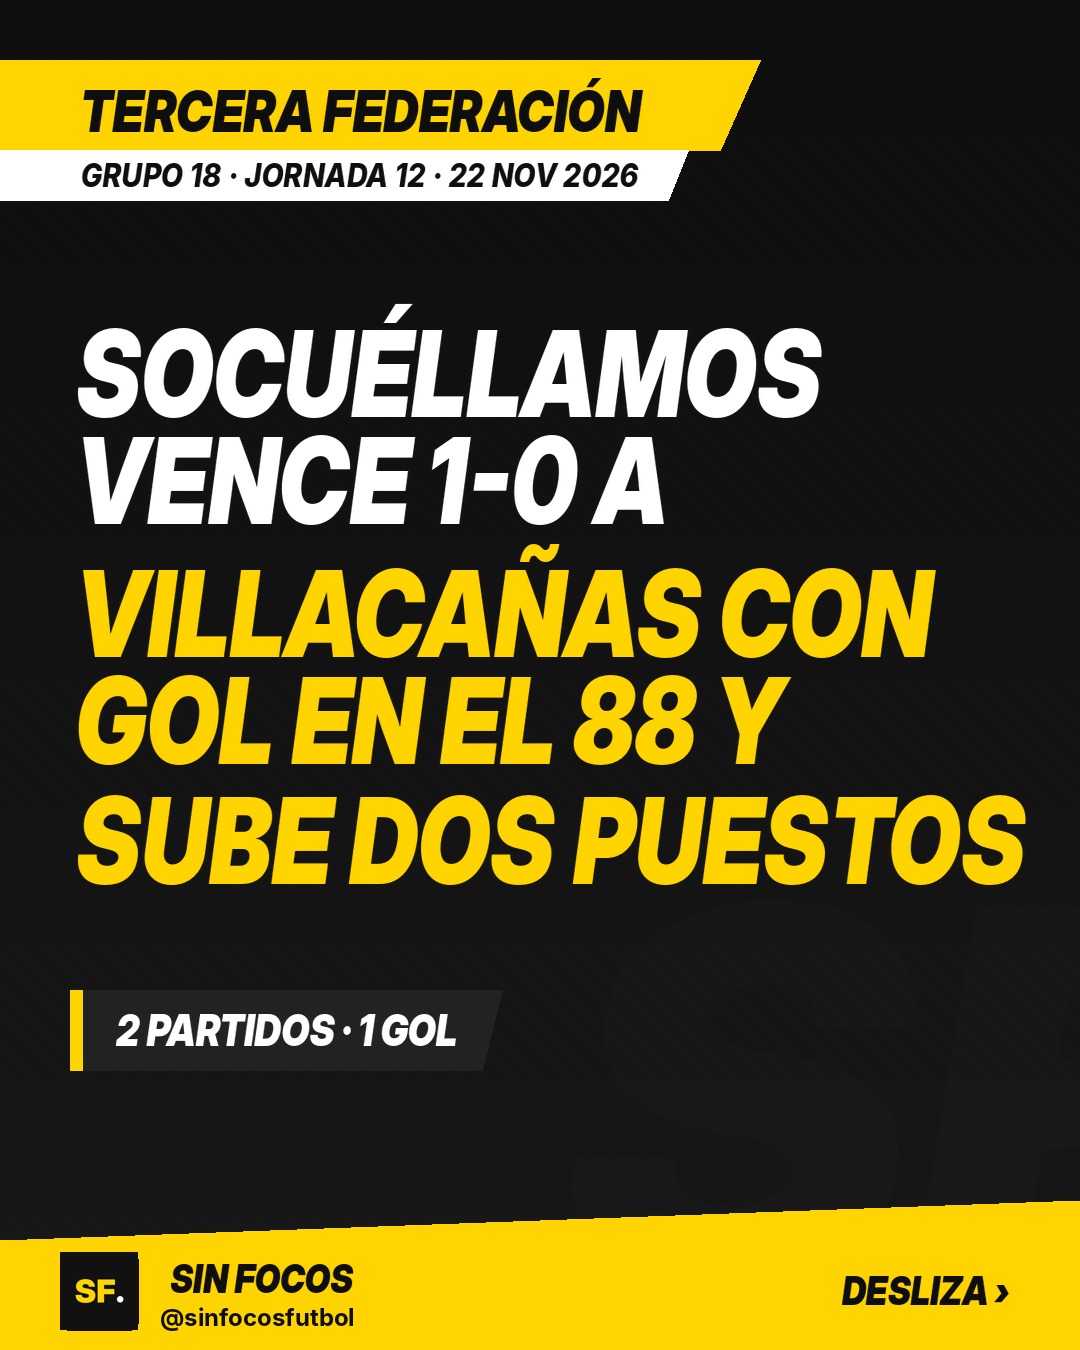 TERCERA FEDERACIÓN
GRUPO 18 · JORNADA 12 · 22 NOV 2026
SOCUÉLLAMOS
VENCE 1-0 A
VILLACAÑAS CON
GOL EN EL 88 Y
SUBE DOS PUESTOS
2 PARTIDOS · 1 GOL
SF.
SIN FOCOS
@sinfocosfutbol
DESLIZA ›
SF